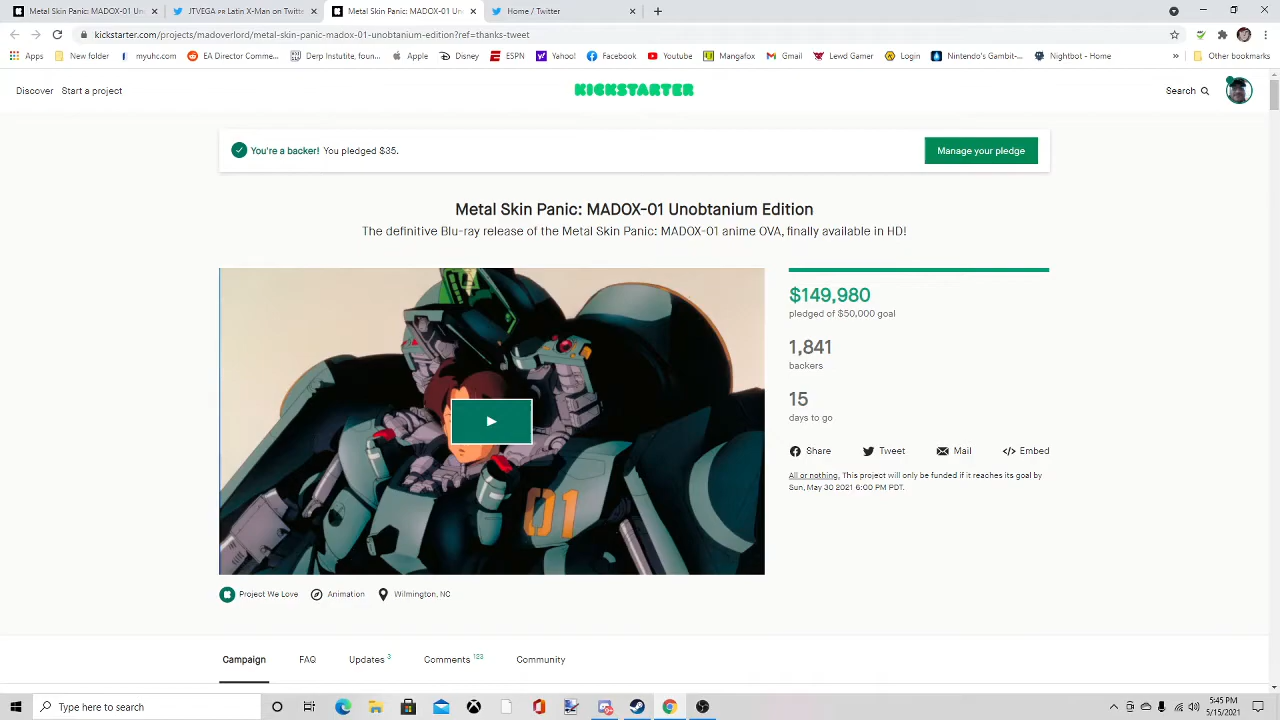 Metal Skin Panic: MADOX-01 Un
JTVEGA PR Latin X-Man on Twitt
Metal Skin Panic: MADOX-01 Un
Home / Twitter
kickstarter.com/projects/madoverlord/metal-skin-panic-madox-01-unobtanium-edition?ref=thanks-tweet
Apps New folder myuhc.com EA Director Comme... Derp Instutite, foun... Apple Disney ESPN Yahoo! Facebook Youtube Mangafox Gmail Lewd Gamer Login Nintendo's Gambit-... Nightbot - Home » Other bookmarks
Discover Start a project
KICKSTARTER
Search
You're a backer! You pledged $35.
Manage your pledge
Metal Skin Panic: MADOX-01 Unobtanium Edition
The definitive Blu-ray release of the Metal Skin Panic: MADOX-01 anime OVA, finally available in HD!
01
$149,980
pledged of $50,000 goal
1,841
backers
15
days to go
Share Tweet Mail </> Embed
All or nothing. This project will only be funded if it reaches its goal by
Sun, May 30 2021 6:00 PM PDT.
Project We Love Animation Wilmington, NC
Campaign FAQ Updates 3 Comments 123 Community
Type here to search
5:45 PM
5/15/2021